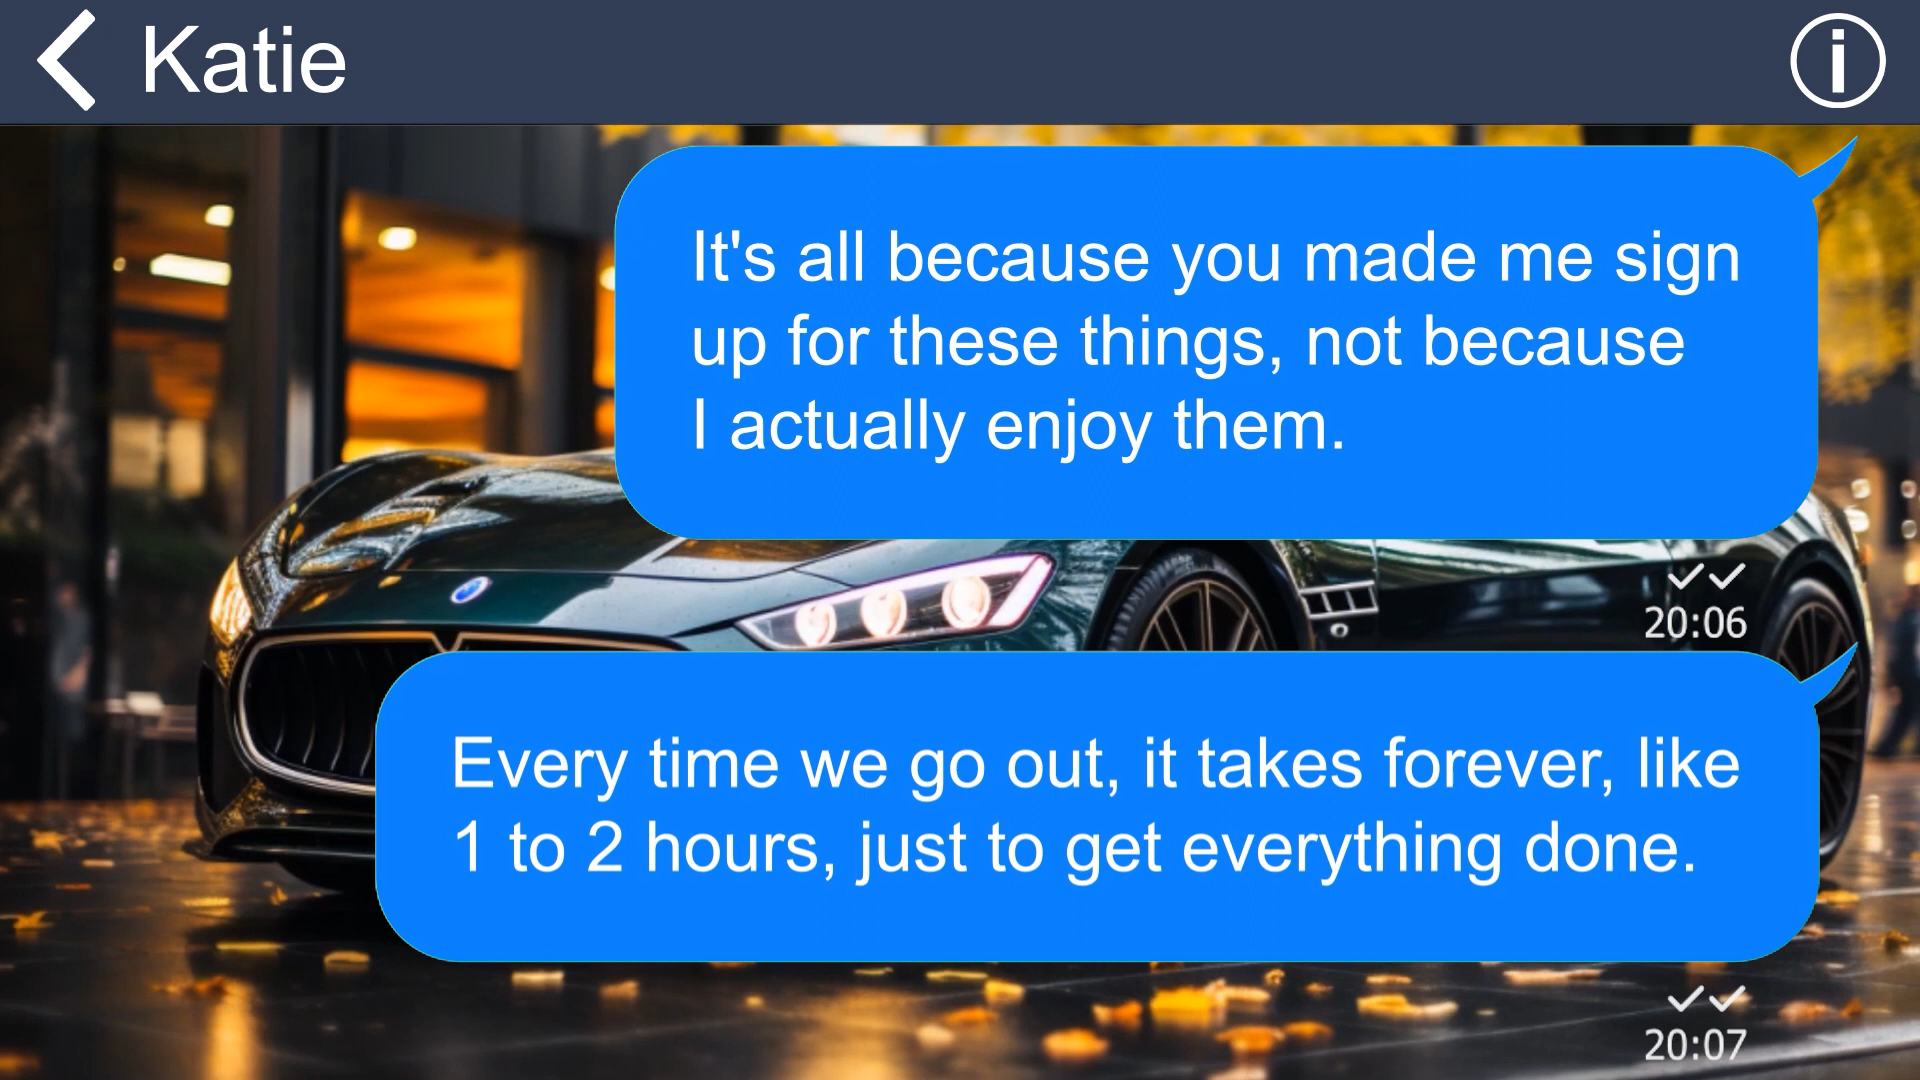 Katie
It's all because you made me sign
up for these things, not because
I actually enjoy them.
20:06
Every time we go out, it takes forever, like
1 to 2 hours, just to get everything done.
20:07